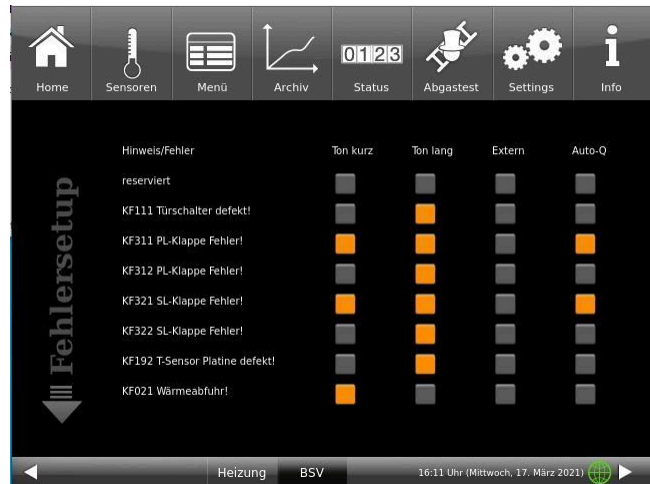 0123
Home Sensoren Menü Archiv Status Abgastest Settings Info
Fehlersetup
Hinweis/Fehler Ton kurz Ton lang Extern Auto-Q
reserviert
KF111 Türschalter defekt!
KF311 PL-Klappe Fehler!
KF312 PL-Klappe Fehler!
KF321 SL-Klappe Fehler!
KF322 SL-Klappe Fehler!
KF192 T-Sensor Platine defekt!
KF021 Wärmeabfuhr!
Heizung BSV 16:11 Uhr (Mittwoch, 17. März 2021)